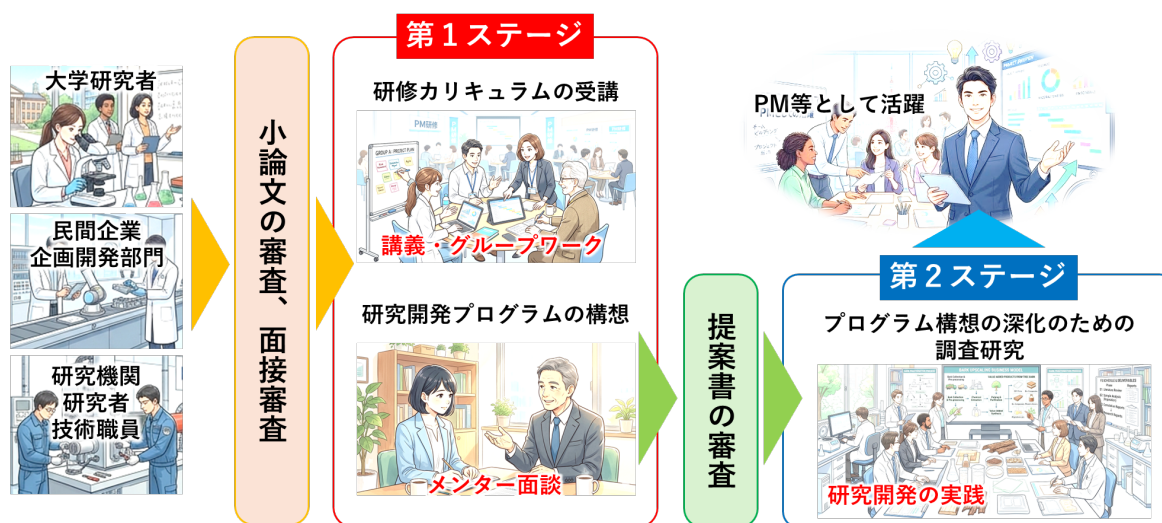 大学研究者
民間企業
企画開発部門
研究機関
研究者
技術職員
小論文の審査、面接審査
第１ステージ
研修カリキュラムの受講
PM研修
講義・グループワーク
研究開発プログラムの構想
メンター面談
提案書の審査
第２ステージ
プログラム構想の深化のための
調査研究
研究開発の実践
PM等として活躍